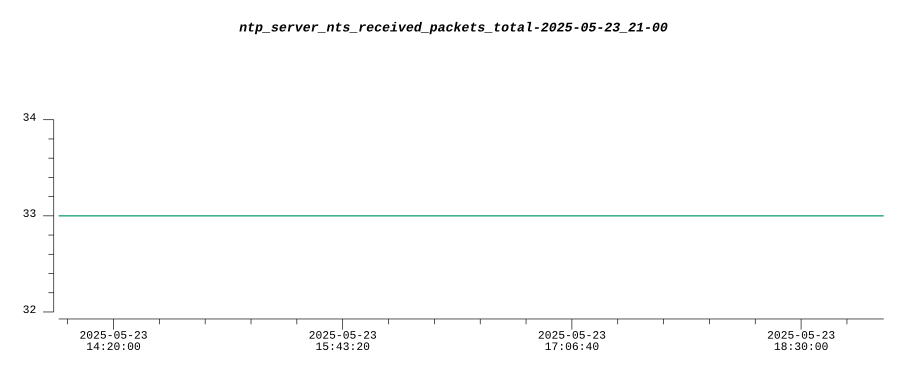 ntp_server_nts_received_packets_total-2025-05-23_21-00
34
33
32
2025-05-23 2025-05-23 2025-05-23 2025-05-23
14:20:00 15:43:20 17:06:40 18:30:00